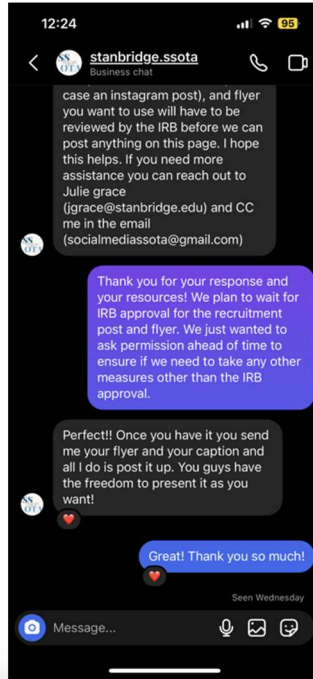 12:24
95
stanbridge.ssota
Business chat
case an instagram post), and flyer
you want to use will have to be
reviewed by the IRB before we can
post anything on this page. I hope
this helps. If you need more
assistance you can reach out to
Julie grace
(jgrace@stanbridge.edu) and CC
me in the email
(socialmediassota@gmail.com)
Thank you for your response and
your resources! We plan to wait for
IRB approval for the recruitment
post and flyer. We just wanted to
ask permission ahead of time to
ensure if we need to take any other
measures other than the IRB
approval.
Perfect!! Once you have it you send
me your flyer and your caption and
all I do is post it up. You guys have
the freedom to present it as you
want!
Great! Thank you so much!
Seen Wednesday
Message...